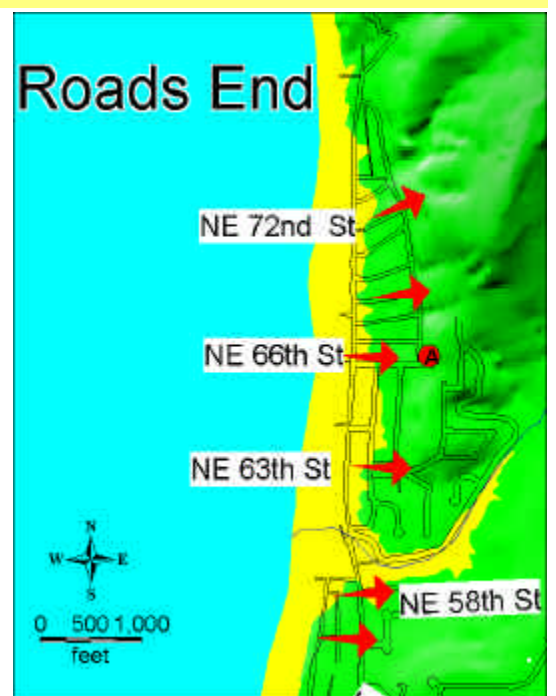 Roads End
NE 72nd St
NE 66th St
A
NE 63th St
N
W E
S
NE 58th St
0 500 1,000
feet